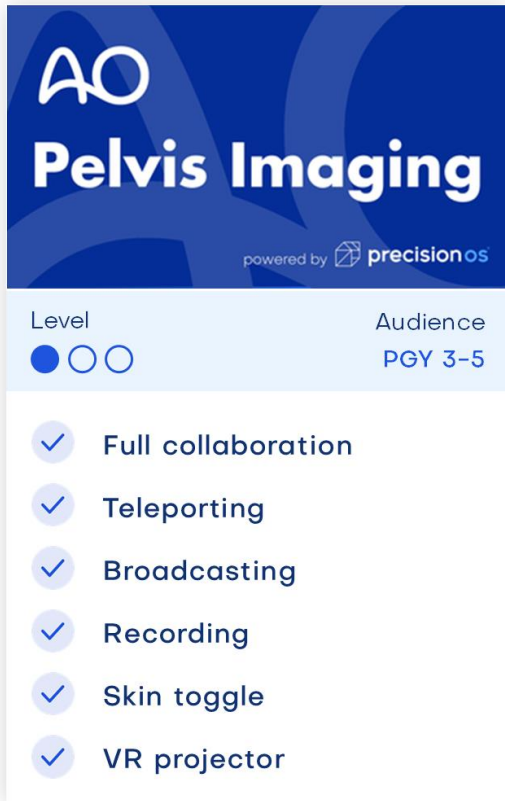 AO
Pelvis Imaging
powered by precisionos
Level
Audience
PGY 3-5
Full collaboration
Teleporting
Broadcasting
Recording
Skin toggle
VR projector